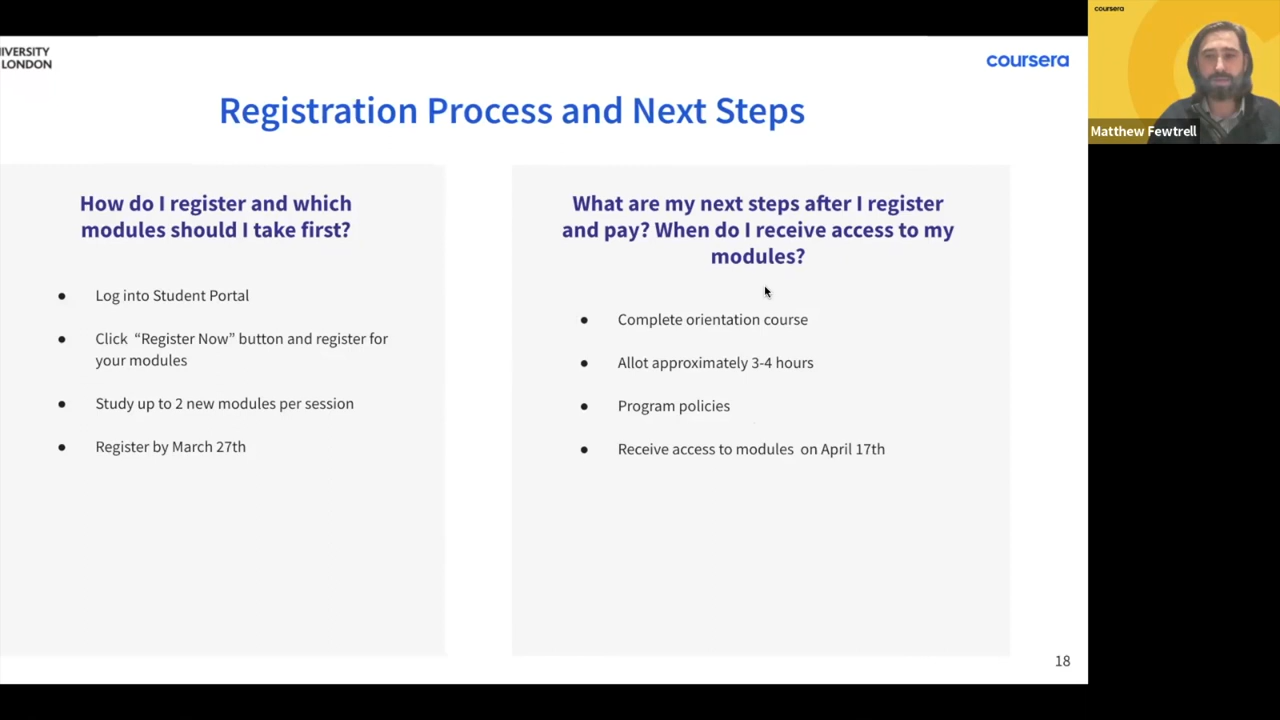 IVERSITY
LONDON
coursera
Registration Process and Next Steps
How do I register and which
modules should I take first?
● Log into Student Portal
● Click “Register Now” button and register for
your modules
● Study up to 2 new modules per session
● Register by March 27th
What are my next steps after I register
and pay? When do I receive access to my
modules?
● Complete orientation course
● Allot approximately 3-4 hours
● Program policies
● Receive access to modules on April 17th
18
coursera
Matthew Fewtrell